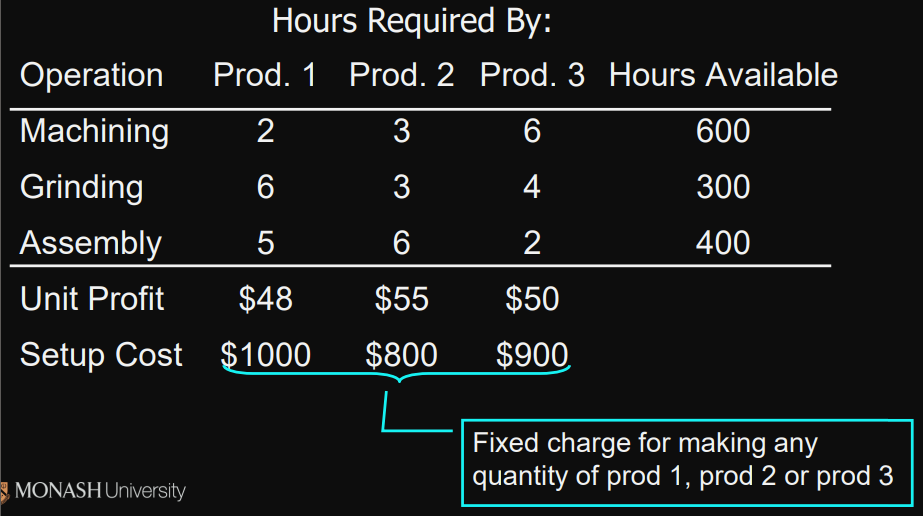 Hours Required By:
Operation Prod. 1 Prod. 2 Prod. 3 Hours Available
Machining 2 3 6 600
Grinding 6 3 4 300
Assembly 5 6 2 400
Unit Profit $48 $55 $50
Setup Cost $1000 $800 $900
Fixed charge for making any
quantity of prod 1, prod 2 or prod 3
MONASH University